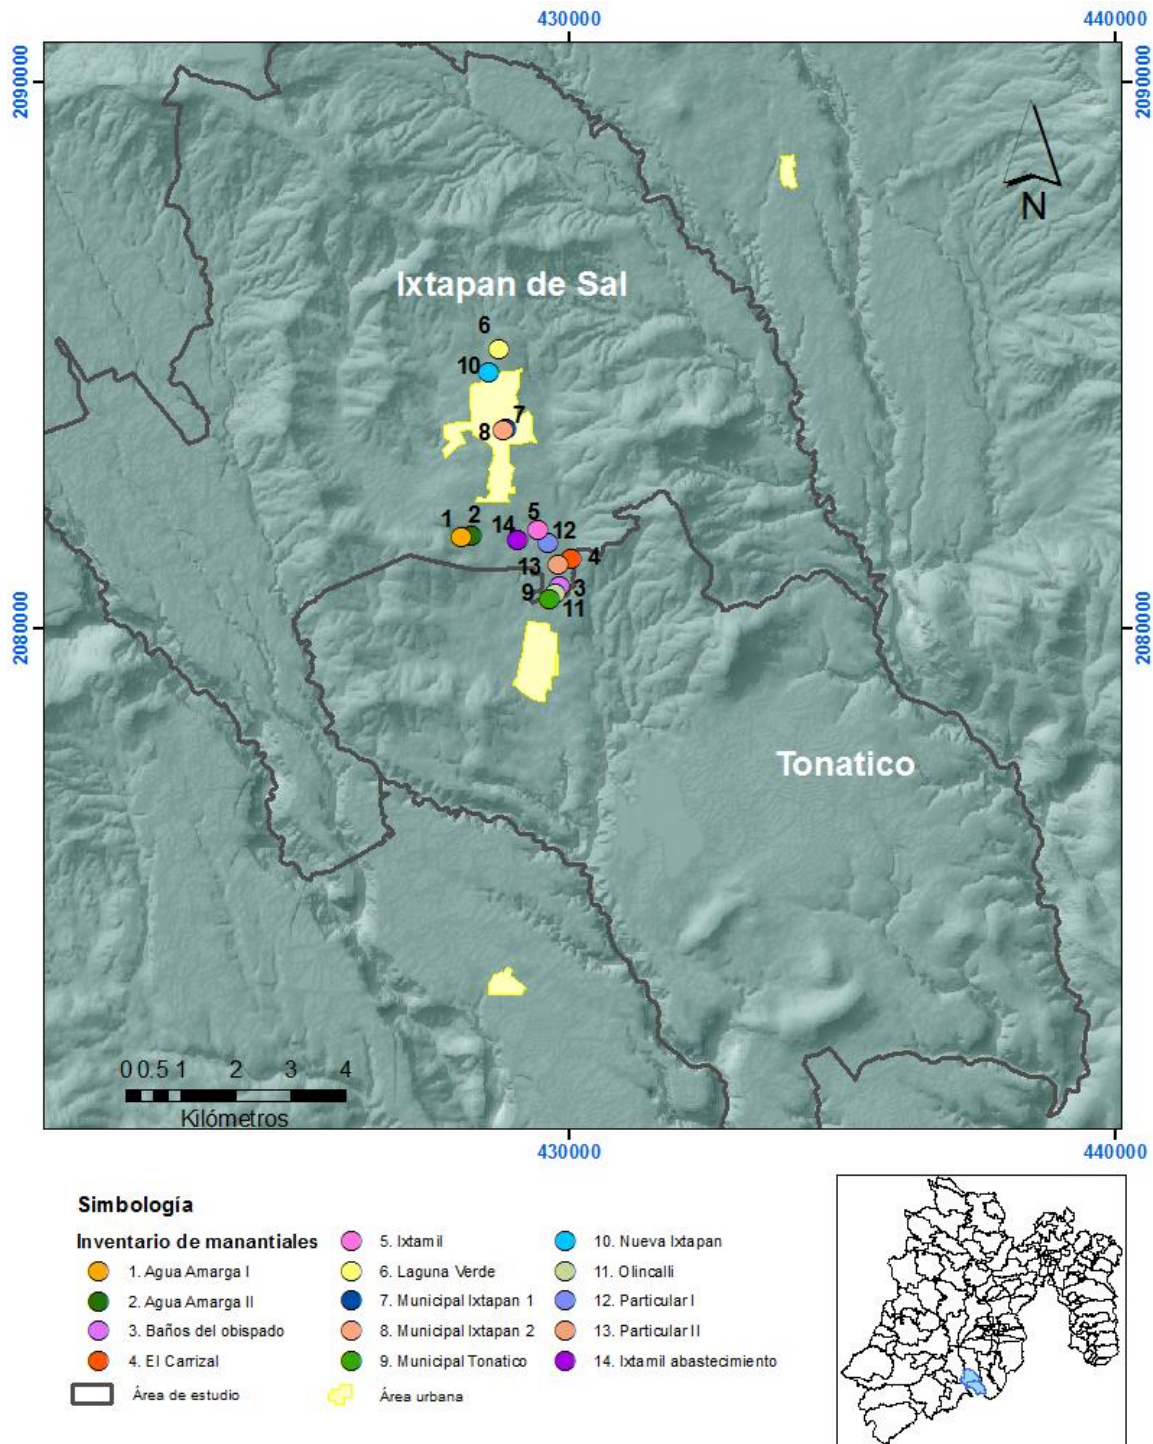 430000 440000
2090000 2090000
N
Ixtapan de Sal
6
10
7
8
5
1 2 14 12
13 4
9 3
11
2080000 2080000
Tonatico
0 0.5 1 2 3 4
Kilómetros
430000 440000
Simbología
Inventario de manantiales
1. Agua Amarga I
2. Agua Amarga II
3. Baños del obispado
4. El Carrizal
Área de estudio
5. Ixtamil
6. Laguna Verde
7. Municipal Ixtapan 1
8. Municipal Ixtapan 2
9. Municipal Tonatico
Área urbana
10. Nueva Ixtapan
11. Olincalli
12. Particular I
13. Particular II
14. Ixtamil abastecimiento